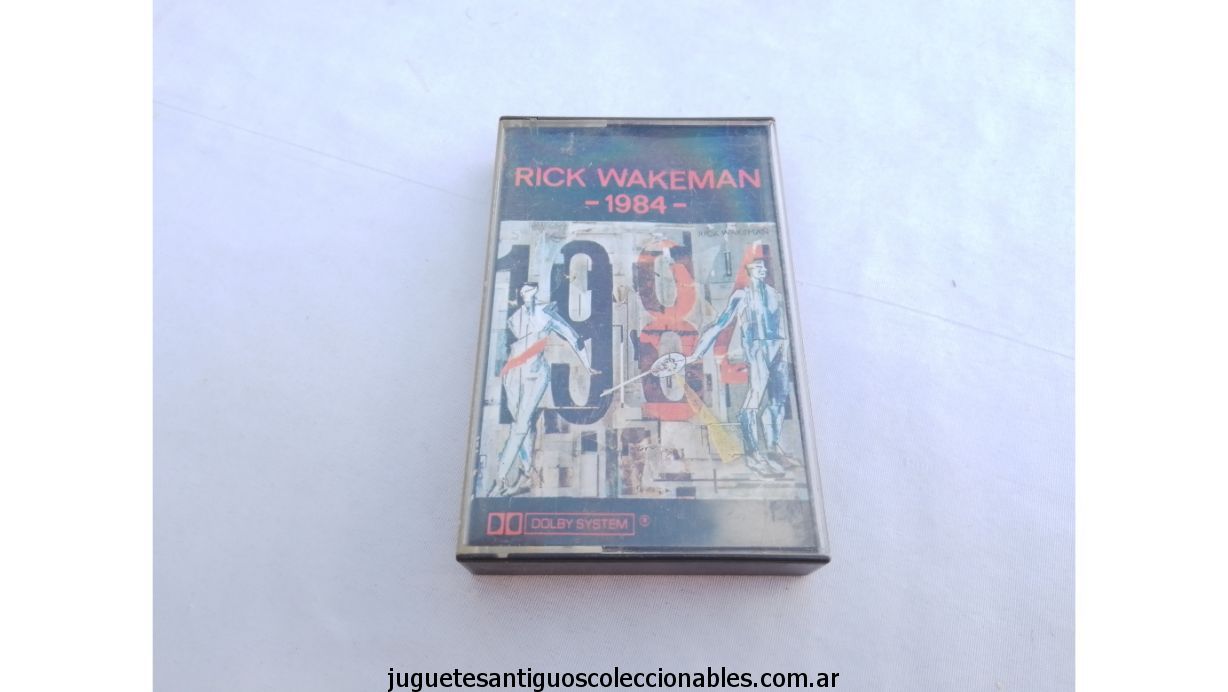 RICK WAKEMAN
- 1984 -
RICK WAKEMAN
1984
DOLBY SYSTEM ®
juguetesantiguoscoleccionables.com.ar